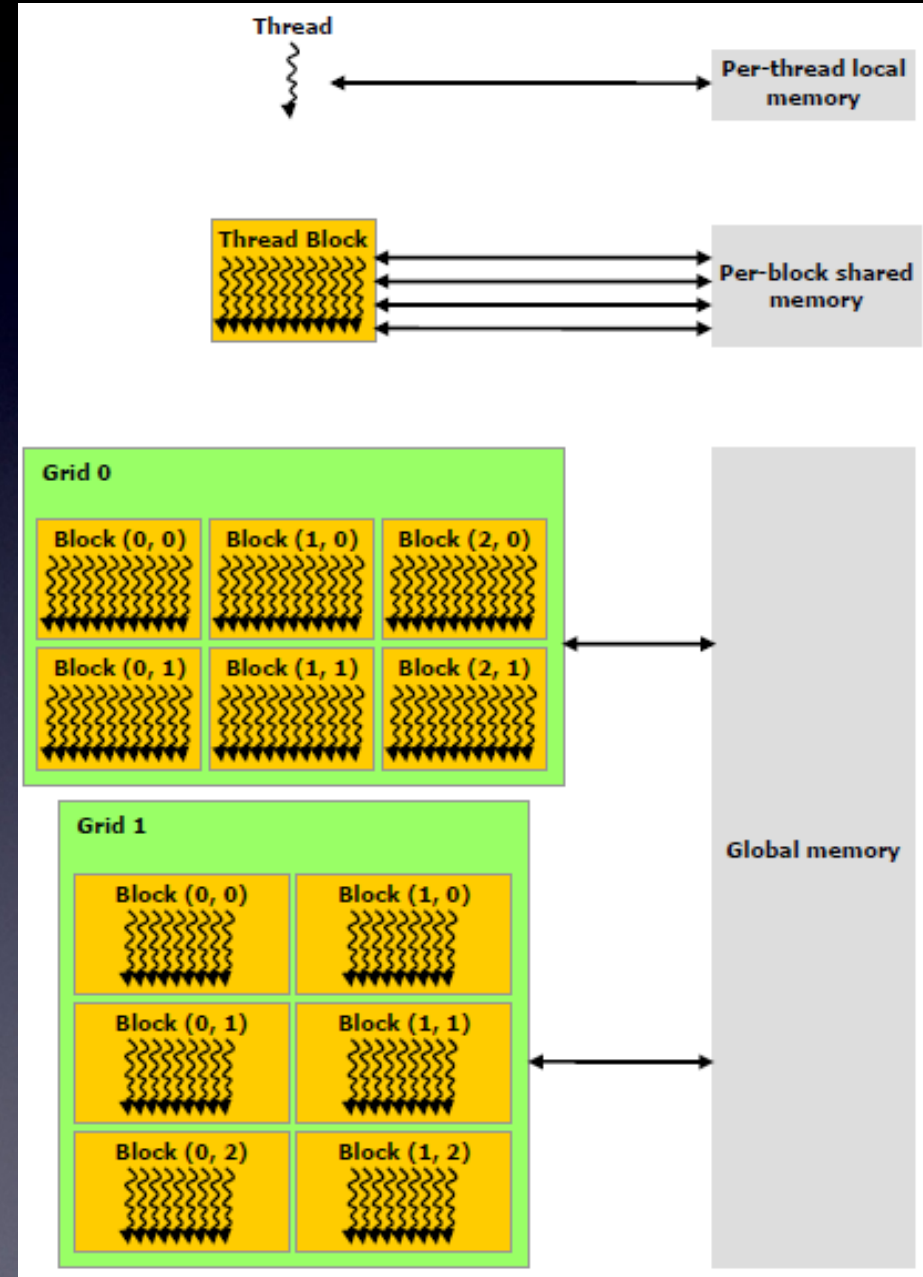 Thread
Per-thread local
memory
Thread Block
Per-block shared
memory
Grid 0
Block (0, 0)
Block (1, 0)
Block (2, 0)
Block (0, 1)
Block (1, 1)
Block (2, 1)
Grid 1
Block (0, 0)
Block (1, 0)
Block (0, 1)
Block (1, 1)
Block (0, 2)
Block (1, 2)
Global memory